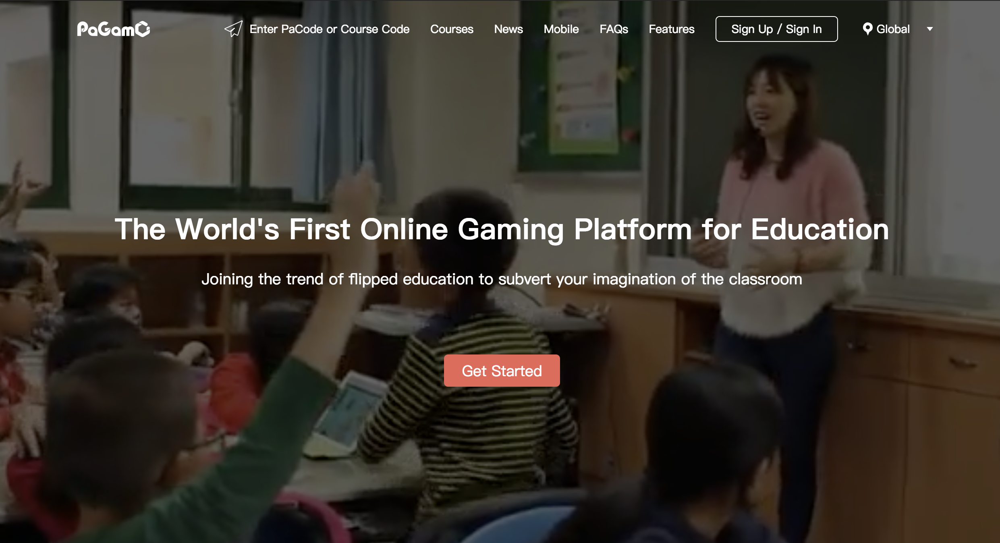 PaGamO
Enter PaCode or Course Code
Courses
News
Mobile
FAQs
Features
Sign Up / Sign In
Global
The World's First Online Gaming Platform for Education
Joining the trend of flipped education to subvert your imagination of the classroom
Get Started